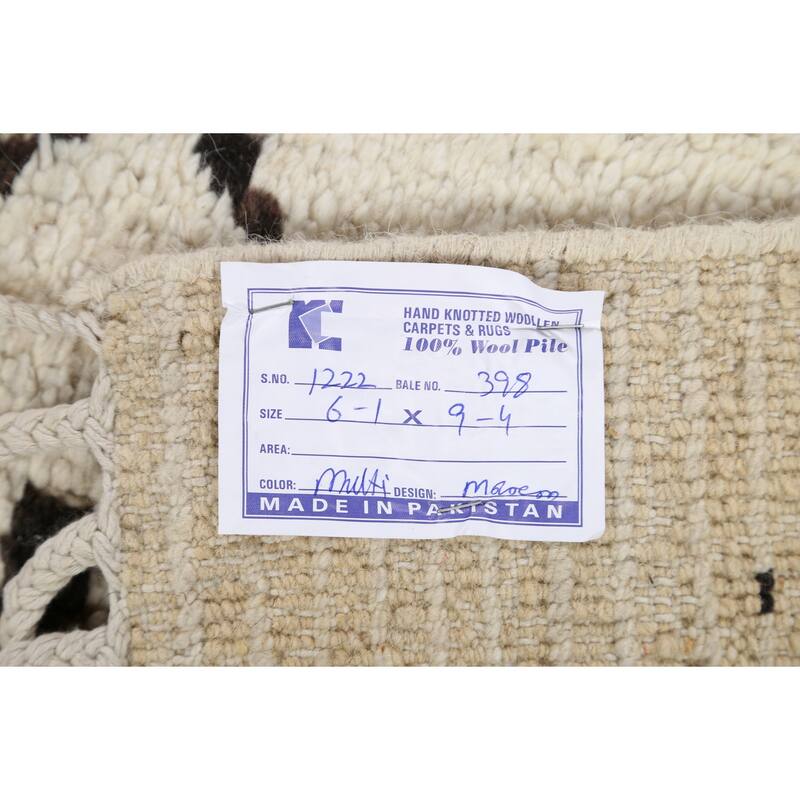 KC
HAND KNOTTED WOOLLEN
CARPETS & RUGS
100% Wool Pile
S.NO. 1222 BALE NO. 398
SIZE 6-1 X 9-4
AREA:
COLOR: Multi DESIGN:
MADE IN PAKISTAN